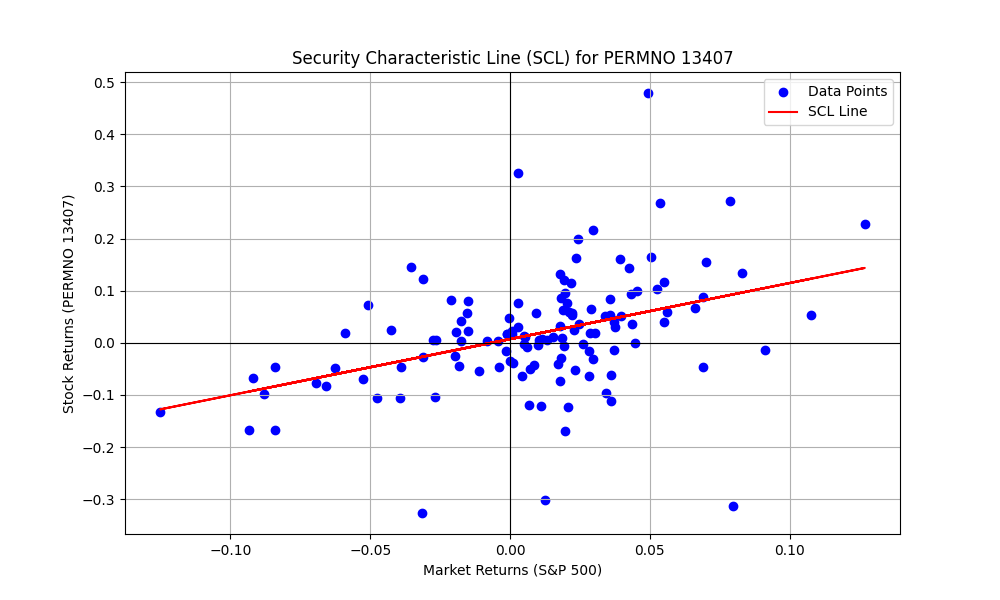 Security Characteristic Line (SCL) for PERMNO 13407
Data Points
SCL Line
Stock Returns (PERMNO 13407)
0.5
0.4
0.3
0.2
0.1
0.0
−0.1
−0.2
−0.3
−0.10 −0.05 0.00 0.05 0.10
Market Returns (S&P 500)